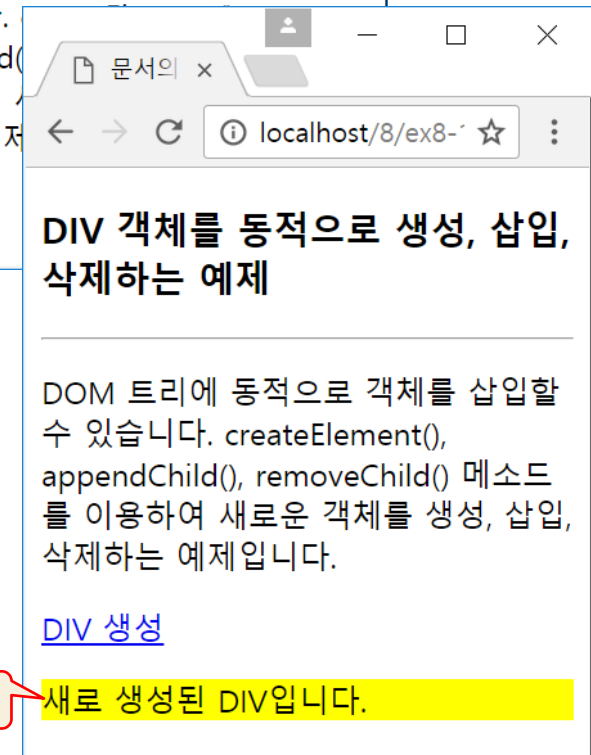 문서의
localhost/8/ex8-1
DIV 객체를 동적으로 생성, 삽입,
삭제하는 예제
DOM 트리에 동적으로 객체를 삽입할
수 있습니다. createElement(),
appendChild(), removeChild() 메소드
를 이용하여 새로운 객체를 생성, 삽입,
삭제하는 예제입니다.
DIV 생성
새로 생성된 DIV입니다.